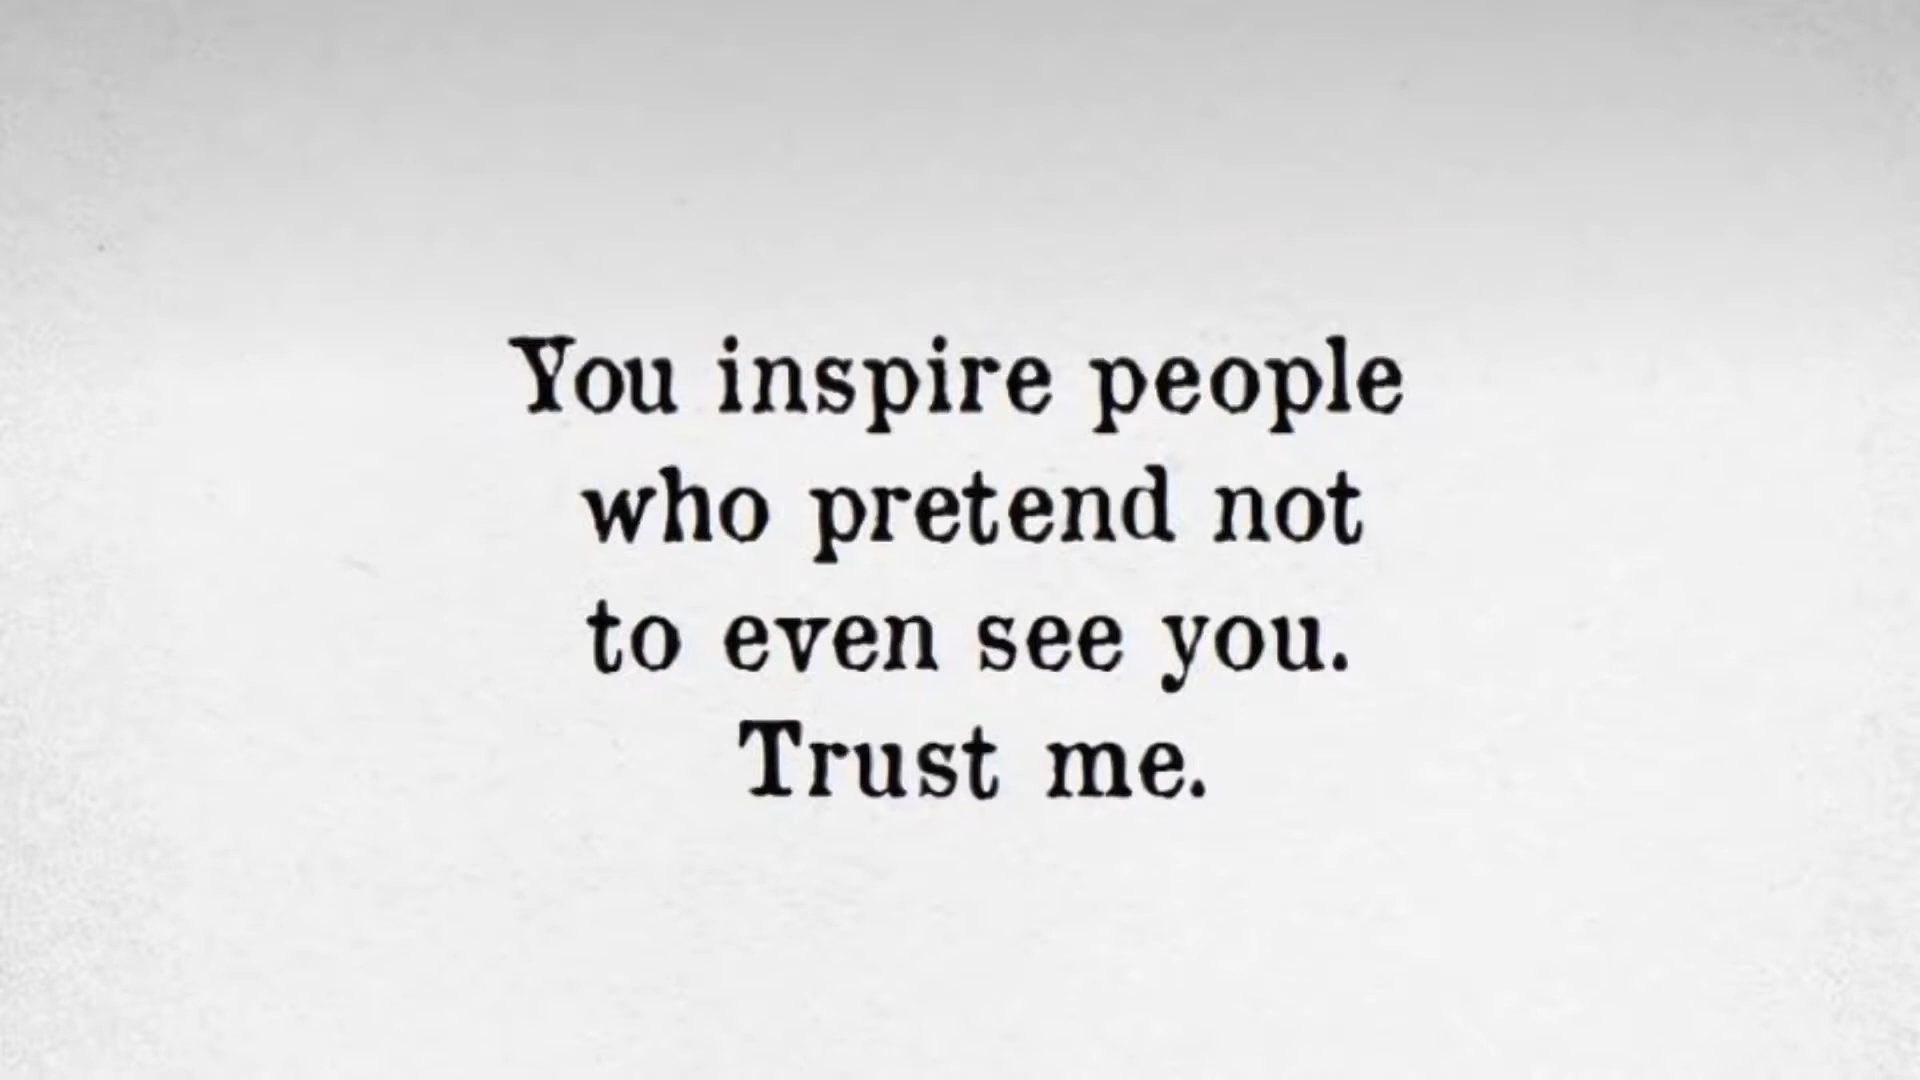 You inspire people
who pretend not
to even see you.
Trust me.